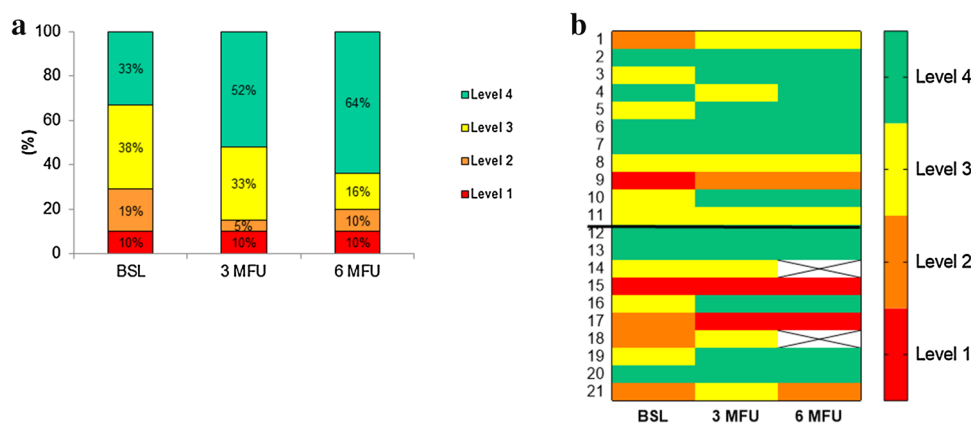 a
100
80
60
40
20
0
(%)
33%
38%
19%
10%
52%
33%
5%
10%
64%
16%
10%
10%
BSL
3 MFU
6 MFU
Level 4
Level 3
Level 2
Level 1
b
1
2
3
4
5
6
7
8
9
10
11
12
13
14
15
16
17
18
19
20
21
BSL
3 MFU
6 MFU
Level 4
Level 3
Level 2
Level 1